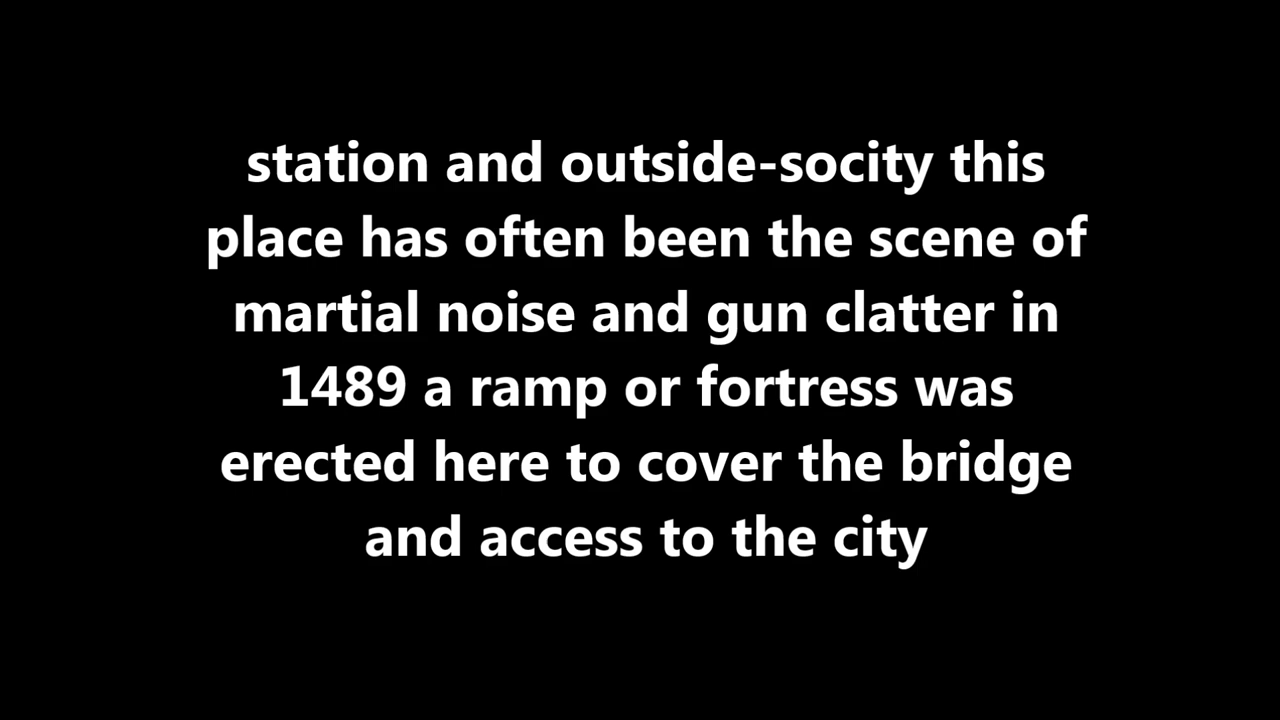 station and outside-socity this
place has often been the scene of
martial noise and gun clatter in
1489 a ramp or fortress was
erected here to cover the bridge
and access to the city